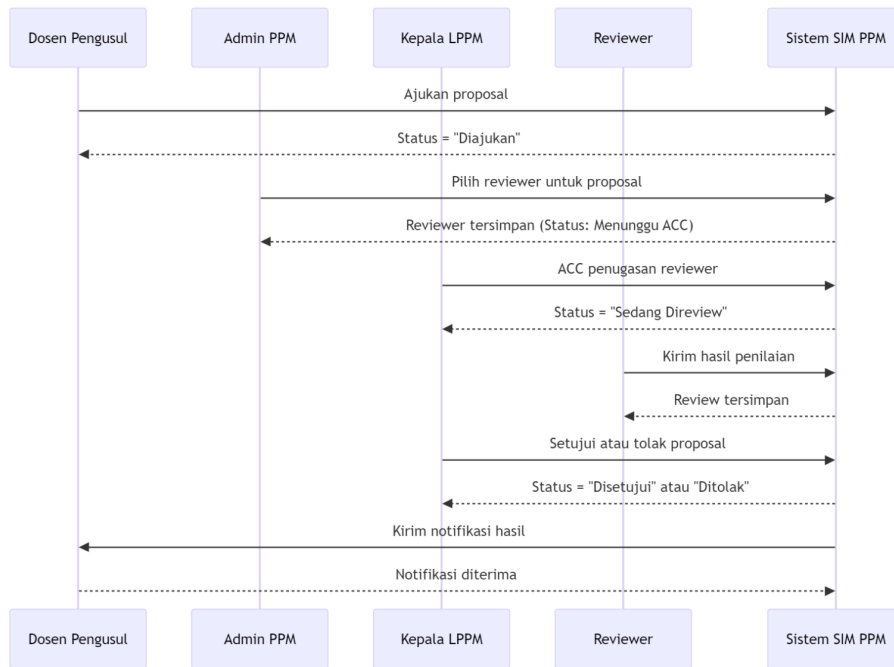 Dosen Pengusul
Admin PPM
Kepala LPPM
Reviewer
Sistem SIM PPM
Ajukan proposal
Status = "Diajukan"
Pilih reviewer untuk proposal
Reviewer tersimpan (Status: Menunggu ACC)
ACC penugasan reviewer
Status = "Sedang Direview"
Kirim hasil penilaian
Review tersimpan
Setujui atau tolak proposal
Status = "Disetujui" atau "Ditolak"
Kirim notifikasi hasil
Notifikasi diterima
Dosen Pengusul
Admin PPM
Kepala LPPM
Reviewer
Sistem SIM PPM